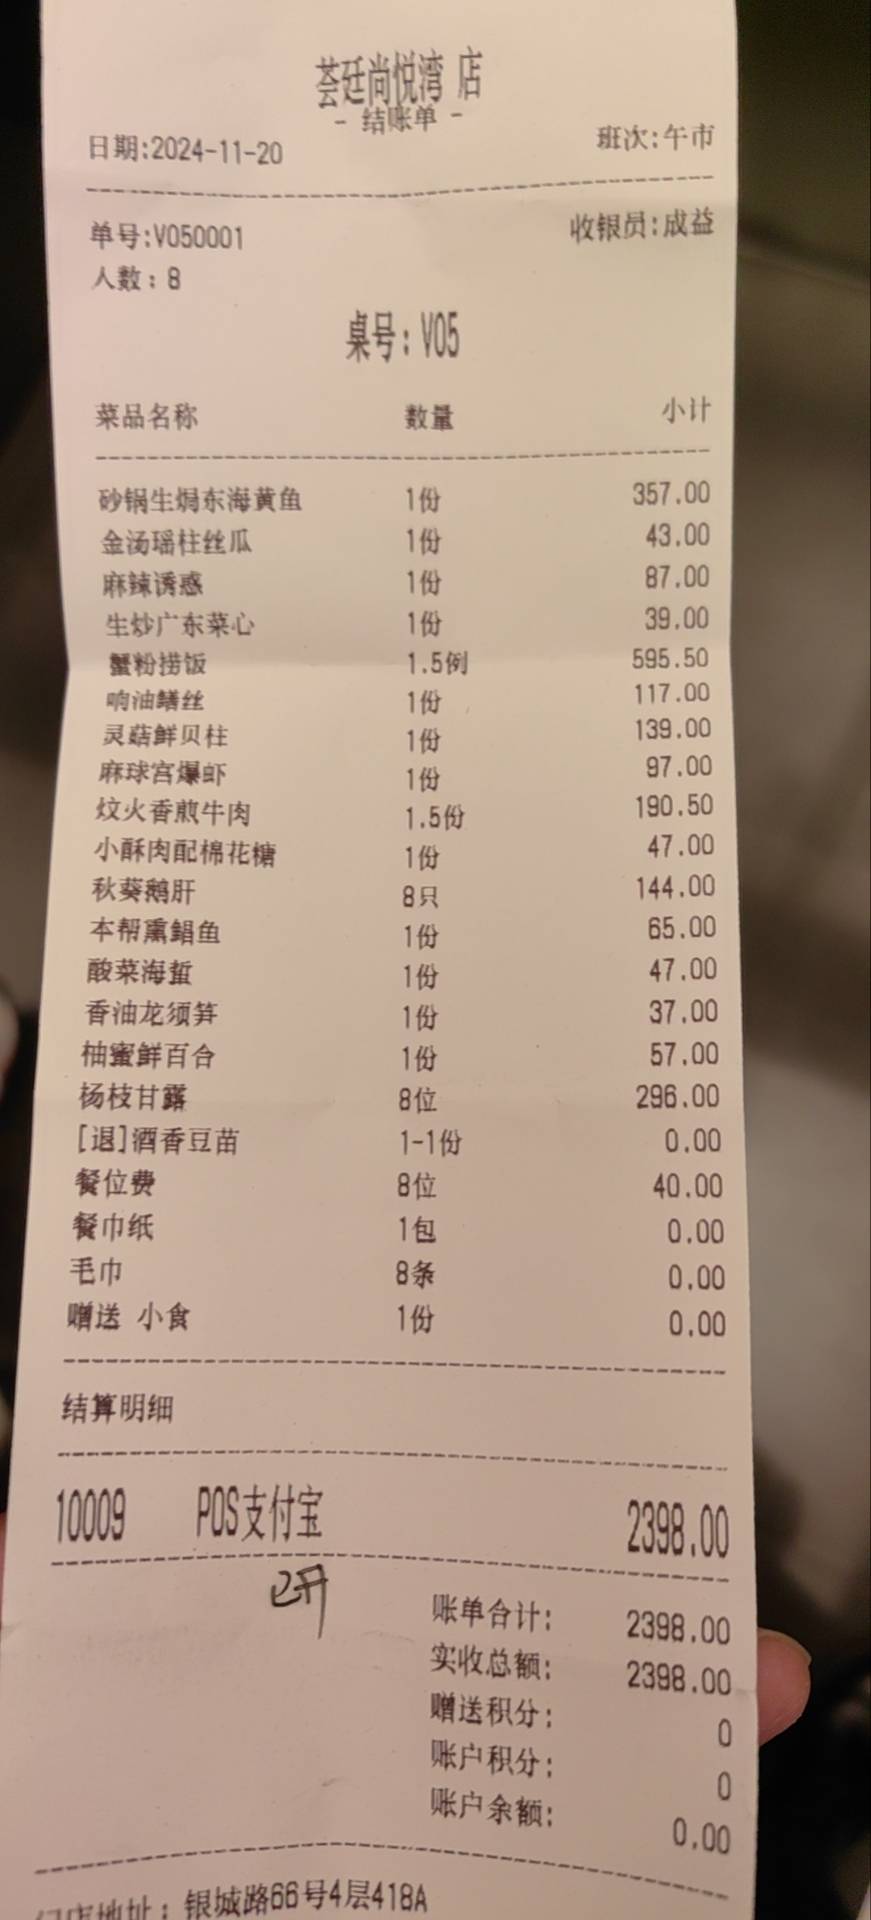 荟廷尚悦湾 店
- 结账单 -
日期:2024-11-20 班次:午市
单号:V050001 收银员:成益
人数：8
桌号：V05
菜品名称 数量 小计
砂锅生焗东海黄鱼 1份 357.00
金汤瑶柱丝瓜 1份 43.00
麻辣诱惑 1份 87.00
生炒广东菜心 1份 39.00
蟹粉捞饭 1.5例 595.50
响油鳝丝 1份 117.00
灵菇鲜贝柱 1份 139.00
麻球宫爆虾 1份 97.00
炆火香煎牛肉 1.5份 190.50
小酥肉配棉花糖 1份 47.00
秋葵鹅肝 8只 144.00
本帮熏鲳鱼 1份 65.00
酸菜海蜇 1份 47.00
香油龙须笋 1份 37.00
柚蜜鲜百合 1份 57.00
杨枝甘露 8位 296.00
[退]酒香豆苗 1-1份 0.00
餐位费 8位 40.00
餐巾纸 1包 0.00
毛巾 8条 0.00
赠送 小食 1份 0.00
结算明细
10009 POS支付宝 2398.00
已开
账单合计: 2398.00
实收总额: 2398.00
赠送积分: 0
账户积分: 0
账户余额: 0.00
门店地址：银城路66号4层418A